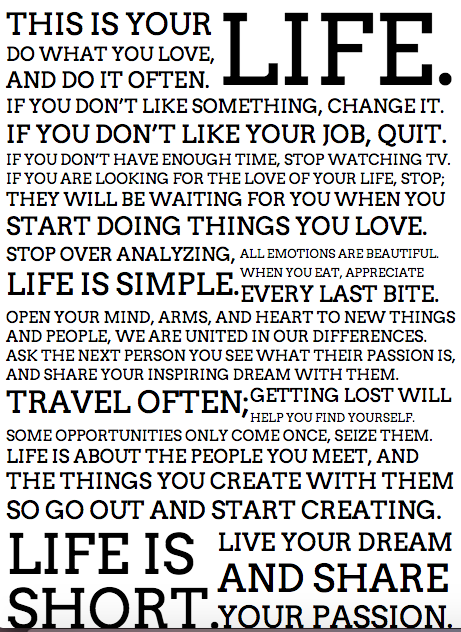 THIS IS YOUR LIFE.
DO WHAT YOU LOVE,
AND DO IT OFTEN.
IF YOU DON'T LIKE SOMETHING, CHANGE IT.
IF YOU DON'T LIKE YOUR JOB, QUIT.
IF YOU DON'T HAVE ENOUGH TIME, STOP WATCHING TV.
IF YOU ARE LOOKING FOR THE LOVE OF YOUR LIFE, STOP;
THEY WILL BE WAITING FOR YOU WHEN YOU
START DOING THINGS YOU LOVE.
STOP OVER ANALYZING,
LIFE IS SIMPLE.
ALL EMOTIONS ARE BEAUTIFUL.
WHEN YOU EAT, APPRECIATE
EVERY LAST BITE.
OPEN YOUR MIND, ARMS, AND HEART TO NEW THINGS
AND PEOPLE, WE ARE UNITED IN OUR DIFFERENCES.
ASK THE NEXT PERSON YOU SEE WHAT THEIR PASSION IS,
AND SHARE YOUR INSPIRING DREAM WITH THEM.
TRAVEL OFTEN;
GETTING LOST WILL
HELP YOU FIND YOURSELF.
SOME OPPORTUNITIES ONLY COME ONCE, SEIZE THEM.
LIFE IS ABOUT THE PEOPLE YOU MEET, AND
THE THINGS YOU CREATE WITH THEM
SO GO OUT AND START CREATING.
LIFE IS
SHORT.
LIVE YOUR DREAM
AND SHARE
YOUR PASSION.